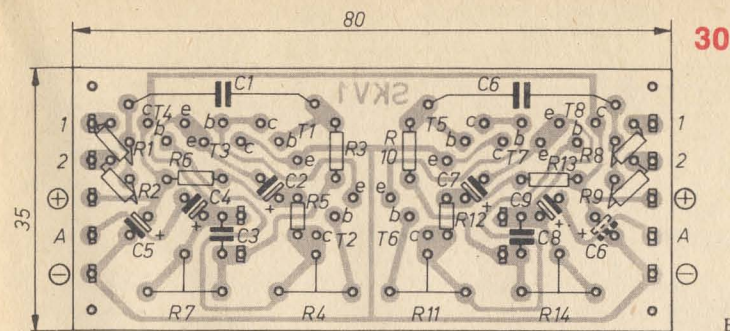 80
30
35
C1
SKV1
C6
1
T4 c e b c T1
T5 b c e T8 c
1
2
R1 b T3 c b e R3
R 10 b e c T7 e b R8
2
R6 R13
⊕
R2 C4 C2 R5 e
e C7 R12 C9 R9
⊕
A
C5 + + C3 + c b T2
T6 b c + C8 + + C6
A
⊖
⊖
R7
R4
R11
R14